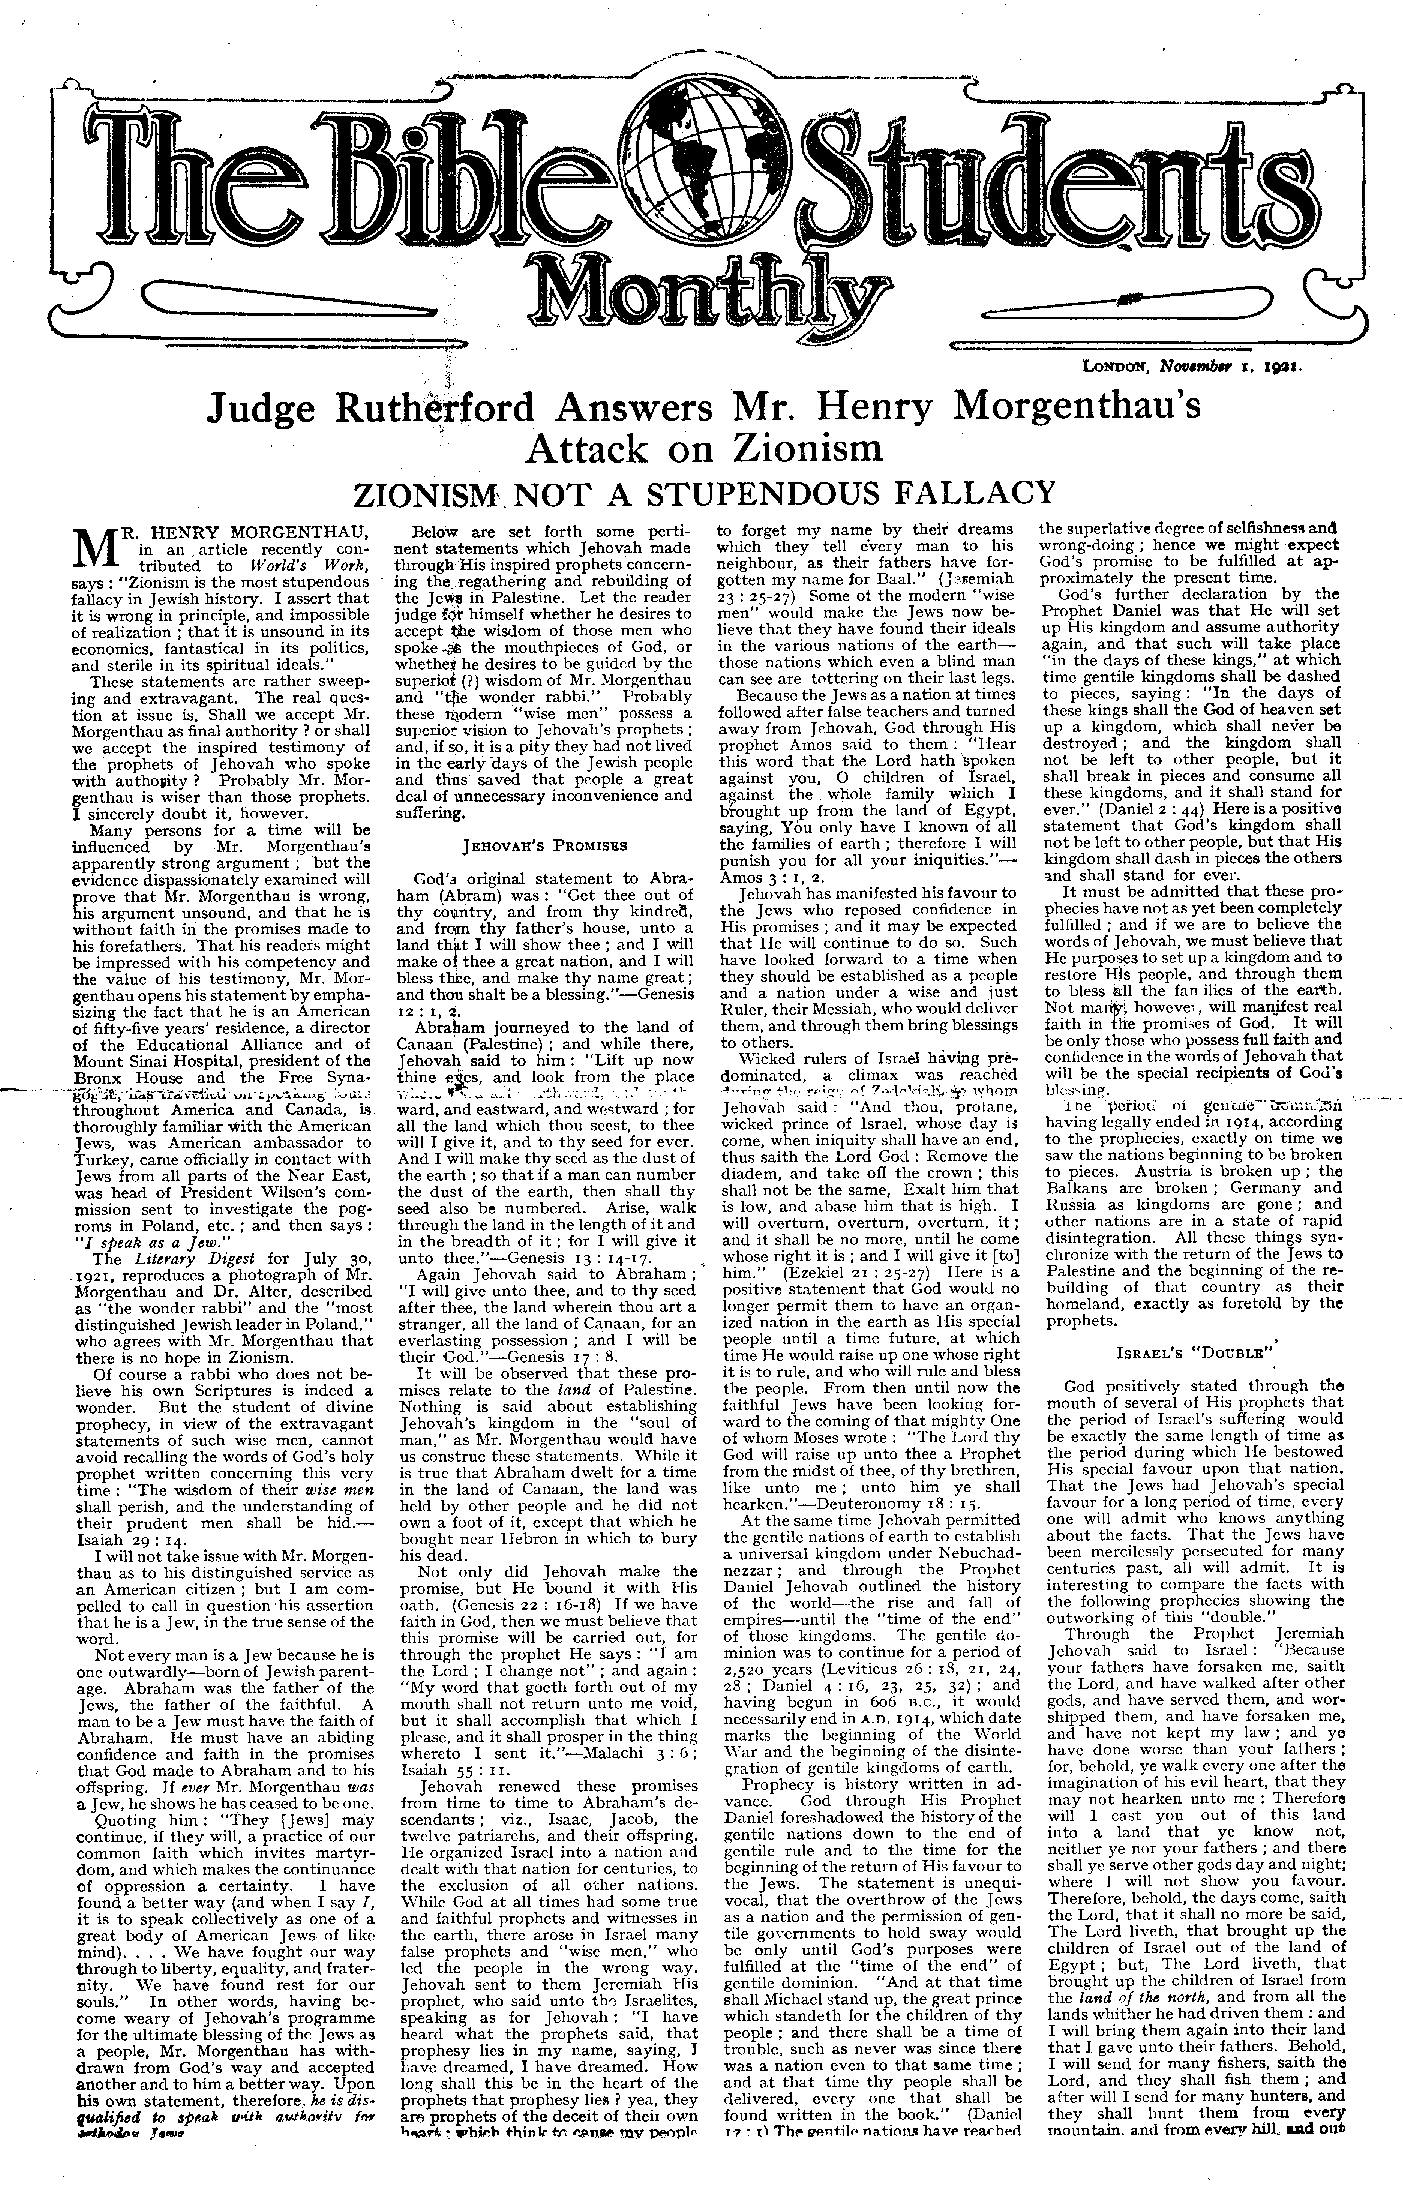 The Bible Students
Monthly
LONDON, November 1, 1921.
Judge Rutherford Answers Mr. Henry Morgenthau's
Attack on Zionism
ZIONISM NOT A STUPENDOUS FALLACY
MR. HENRY MORGENTHAU,
in an article recently con-
tributed to World's Work,
says: "Zionism is the most stupendous
fallacy in Jewish history. I assert that
it is wrong in principle, and impossible
of realization; that it is unsound in its
economics, fantastical in its politics,
and sterile in its spiritual ideals."
These statements are rather sweep-
ing and extravagant. The real ques-
tion at issue is, Shall we accept Mr.
Morgenthau as final authority? or shall
we accept the inspired testimony of
the prophets of Jehovah who spoke
with authority? Probably Mr. Mor-
genthau is wiser than those prophets.
I sincerely doubt it, however.
Many persons for a time will be
influenced by Mr. Morgenthau's
apparently strong argument; but the
evidence dispassionately examined will
prove that Mr. Morgenthau is wrong,
his argument unsound, and that he is
without faith in the promises made to
his forefathers. That his readers might
be impressed with his competency and
the value of his testimony, Mr. Mor-
genthau opens his statement by empha-
sizing the fact that he is an American
of fifty-five years' residence, a director
of the Educational Alliance and of
Mount Sinai Hospital, president of the
Bronx House and the Free Syna-
throughout America and Canada, is
thoroughly familiar with the American
Jews, was American ambassador to
Turkey, came officially in contact with
Jews from all parts of the Near East,
was head of President Wilson's com-
mission sent to investigate the pog-
roms in Poland, etc.; and then says:
"I speak as a Jew."
The Literary Digest for July 30,
1921, reproduces a photograph of Mr.
Morgenthau and Dr. Alter, described
as "the wonder rabbi" and the "most
distinguished Jewish leader in Poland,"
who agrees with Mr. Morgenthau that
there is no hope in Zionism.
Of course a rabbi who does not be-
lieve his own Scriptures is indeed a
wonder. But the student of divine
prophecy, in view of the extravagant
statements of such wise men, cannot
avoid recalling the words of God's holy
prophet written concerning this very
time: "The wisdom of their wise men
shall perish, and the understanding of
their prudent men shall be hid.—
Isaiah 29:14.
I will not take issue with Mr. Morgen-
thau as to his distinguished service as
an American citizen; but I am com-
pelled to call in question his assertion
that he is a Jew, in the true sense of the
word.
Not every man is a Jew because he is
one outwardly—born of Jewish parent-
age. Abraham was the father of the
Jews, the father of the faithful. A
man to be a Jew must have the faith of
Abraham. He must have an abiding
confidence and faith in the promises
that God made to Abraham and to his
offspring. If ever Mr. Morgenthau was
a Jew, he shows he has ceased to be one.
Quoting him: "They [Jews] may
continue, if they will, a practice of our
common faith which invites martyr-
dom, and which makes the continuance
of oppression a certainty. I have
found a better way (and when I say I,
it is to speak collectively as one of a
great body of American Jews of like
mind). . . . We have fought our way
through to liberty, equality, and frater-
nity. We have found rest for our
souls." In other words, having be-
come weary of Jehovah's programme
for the ultimate blessing of the Jews as
a people, Mr. Morgenthau has with-
drawn from God's way and accepted
another and to him a better way. Upon
his own statement, therefore, he is dis-
qualified to speak with authority for
orthodox Jews
Below are set forth some perti-
nent statements which Jehovah made
through His inspired prophets concern-
ing the regathering and rebuilding of
the Jews in Palestine. Let the reader
judge for himself whether he desires to
accept the wisdom of those men who
spoke as the mouthpieces of God, or
whether he desires to be guided by the
superior (?) wisdom of Mr. Morgenthau
and "the wonder rabbi." Probably
these modern "wise men" possess a
superior vision to Jehovah's prophets;
and, if so, it is a pity they had not lived
in the early days of the Jewish people
and thus saved that people a great
deal of unnecessary inconvenience and
suffering.
JEHOVAH'S PROMISES
God's original statement to Abra-
ham (Abram) was: "Get thee out of
thy country, and from thy kindred,
and from thy father's house, unto a
land that I will show thee; and I will
make of thee a great nation, and I will
bless thee, and make thy name great;
and thou shalt be a blessing."—Genesis
12:1, 2.
Abraham journeyed to the land of
Canaan (Palestine); and while there,
Jehovah said to him: "Lift up now
thine eyes, and look from the place
ward, and eastward, and westward; for
all the land which thou seest, to thee
will I give it, and to thy seed for ever.
And I will make thy seed as the dust of
the earth; so that if a man can number
the dust of the earth, then shall thy
seed also be numbered. Arise, walk
through the land in the length of it and
in the breadth of it; for I will give it
unto thee."—Genesis 13:14-17.
Again Jehovah said to Abraham;
"I will give unto thee, and to thy seed
after thee, the land wherein thou art a
stranger, all the land of Canaan, for an
everlasting possession; and I will be
their God."—Genesis 17:8.
It will be observed that these pro-
mises relate to the land of Palestine.
Nothing is said about establishing
Jehovah's kingdom in the "soul of
man," as Mr. Morgenthau would have
us construe these statements. While it
is true that Abraham dwelt for a time
in the land of Canaan, the land was
held by other people and he did not
own a foot of it, except that which he
bought near Hebron in which to bury
his dead.
Not only did Jehovah make the
promise, but He bound it with His
oath. (Genesis 22:16-18) If we have
faith in God, then we must believe that
this promise will be carried out, for
through the prophet He says: "I am
the Lord; I change not"; and again:
"My word that goeth forth out of my
mouth shall not return unto me void,
but it shall accomplish that which I
please, and it shall prosper in the thing
whereto I sent it."—Malachi 3:6;
Isaiah 55:11.
Jehovah renewed these promises
from time to time to Abraham's de-
scendants; viz., Isaac, Jacob, the
twelve patriarchs, and their offspring.
He organized Israel into a nation and
dealt with that nation for centuries, to
the exclusion of all other nations.
While God at all times had some true
and faithful prophets and witnesses in
the earth, there arose in Israel many
false prophets and "wise men," who
led the people in the wrong way.
Jehovah sent to them Jeremiah His
prophet, who said unto the Israelites,
speaking as for Jehovah: "I have
heard what the prophets said, that
prophesy lies in my name, saying, I
have dreamed, I have dreamed. How
long shall this be in the heart of the
prophets that prophesy lies? yea, they
are prophets of the deceit of their own
heart; which think to cause my people
to forget my name by their dreams
which they tell every man to his
neighbour, as their fathers have for-
gotten my name for Baal." (Jeremiah
23:25-27) Some of the modern "wise
men" would make the Jews now be-
lieve that they have found their ideals
in the various nations of the earth—
those nations which even a blind man
can see are tottering on their last legs.
Because the Jews as a nation at times
followed after false teachers and turned
away from Jehovah, God through His
prophet Amos said to them: "Hear
this word that the Lord hath spoken
against you, O children of Israel,
against the whole family which I
brought up from the land of Egypt,
saying, You only have I known of all
the families of earth; therefore I will
punish you for all your iniquities."—
Amos 3:1, 2.
Jehovah has manifested his favour to
the Jews who reposed confidence in
His promises; and it may be expected
that He will continue to do so. Such
have looked forward to a time when
they should be established as a people
and a nation under a wise and just
Ruler, their Messiah, who would deliver
them, and through them bring blessings
to others.
Wicked rulers of Israel having pre-
dominated, a climax was reached
during the reign of Zedekiah, to whom
Jehovah said: "And thou, profane,
wicked prince of Israel, whose day is
come, when iniquity shall have an end,
thus saith the Lord God: Remove the
diadem, and take off the crown; this
shall not be the same, Exalt him that
is low, and abase him that is high. I
will overturn, overturn, overturn, it;
and it shall be no more, until he come
whose right it is; and I will give it [to]
him." (Ezekiel 21:25-27) Here is a
positive statement that God would no
longer permit them to have an organ-
ized nation in the earth as His special
people until a time future, at which
time He would raise up one whose right
it is to rule, and who will rule and bless
the people. From then until now the
faithful Jews have been looking for-
ward to the coming of that mighty One
of whom Moses wrote: "The Lord thy
God will raise up unto thee a Prophet
from the midst of thee, of thy brethren,
like unto me; unto him ye shall
hearken."—Deuteronomy 18:15.
At the same time Jehovah permitted
the gentile nations of earth to establish
a universal kingdom under Nebuchad-
nezzar; and through the Prophet
Daniel Jehovah outlined the history
of the world—the rise and fall of
empires—until the "time of the end"
of those kingdoms. The gentile do-
minion was to continue for a period of
2,520 years (Leviticus 26:18, 21, 24,
28; Daniel 4:16, 23, 25, 32); and
having begun in 606 B.C., it would
necessarily end in A.D. 1914, which date
marks the beginning of the World
War and the beginning of the disinte-
gration of gentile kingdoms of earth.
Prophecy is history written in ad-
vance. God through His Prophet
Daniel foreshadowed the history of the
gentile nations down to the end of
gentile rule and to the time for the
beginning of the return of His favour to
the Jews. The statement is unequi-
vocal, that the overthrow of the Jews
as a nation and the permission of gen-
tile governments to hold sway would
be only until God's purposes were
fulfilled at the "time of the end" of
gentile dominion. "And at that time
shall Michael stand up, the great prince
which standeth for the children of thy
people; and there shall be a time of
trouble, such as never was since there
was a nation even to that same time;
and at that time thy people shall be
delivered, every one that shall be
found written in the book." (Daniel
12:1) The gentile nations have reached
the superlative degree of selfishness and
wrong-doing; hence we might expect
God's promise to be fulfilled at ap-
proximately the present time.
God's further declaration by the
Prophet Daniel was that He will set
up His kingdom and assume authority
again, and that such will take place
"in the days of these kings," at which
time gentile kingdoms shall be dashed
to pieces, saying: "In the days of
these kings shall the God of heaven set
up a kingdom, which shall never be
destroyed; and the kingdom shall
not be left to other people, but it
shall break in pieces and consume all
these kingdoms, and it shall stand for
ever." (Daniel 2:44) Here is a positive
statement that God's kingdom shall
not be left to other people, but that His
kingdom shall dash in pieces the others
and shall stand for ever.
It must be admitted that these pro-
phecies have not as yet been completely
fulfilled; and if we are to believe the
words of Jehovah, we must believe that
He purposes to set up a kingdom and to
restore His people, and through them
to bless all the families of the earth.
Not many, however, will manifest real
faith in the promises of God. It will
be only those who possess full faith and
confidence in the words of Jehovah that
will be the special recipients of God's
blessing.
The period of gentile dominion
having legally ended in 1914, according
to the prophecies, exactly on time we
saw the nations beginning to be broken
to pieces. Austria is broken up; the
Balkans are broken; Germany and
Russia as kingdoms are gone; and
other nations are in a state of rapid
disintegration. All these things syn-
chronize with the return of the Jews to
Palestine and the beginning of the re-
building of that country as their
homeland, exactly as foretold by the
prophets.
ISRAEL'S "DOUBLE"
God positively stated through the
mouth of several of His prophets that
the period of Israel's suffering would
be exactly the same length of time as
the period during which He bestowed
His special favour upon that nation.
That the Jews had Jehovah's special
favour for a long period of time, every
one will admit who knows anything
about the facts. That the Jews have
been mercilessly persecuted for many
centuries past, all will admit. It is
interesting to compare the facts with
the following prophecies showing the
outworking of this "double."
Through the Prophet Jeremiah
Jehovah said to Israel: "Because
your fathers have forsaken me, saith
the Lord, and have walked after other
gods, and have served them, and wor-
shipped them, and have forsaken me,
and have not kept my law; and ye
have done worse than your fathers;
for, behold, ye walk every one after the
imagination of his evil heart, that they
may not hearken unto me: Therefore
will I cast you out of this land
into a land that ye know not,
neither ye nor your fathers; and there
shall ye serve other gods day and night;
where I will not show you favour.
Therefore, behold, the days come, saith
the Lord, that it shall no more be said,
The Lord liveth, that brought up the
children of Israel out of the land of
Egypt; but, The Lord liveth, that
brought up the children of Israel from
the land of the north, and from all the
lands whither he had driven them: and
I will bring them again into their land
that I gave unto their fathers. Behold,
I will send for many fishers, saith the
Lord, and they shall fish them; and
after will I send for many hunters, and
they shall hunt them from every
mountain, and from every hill, and out